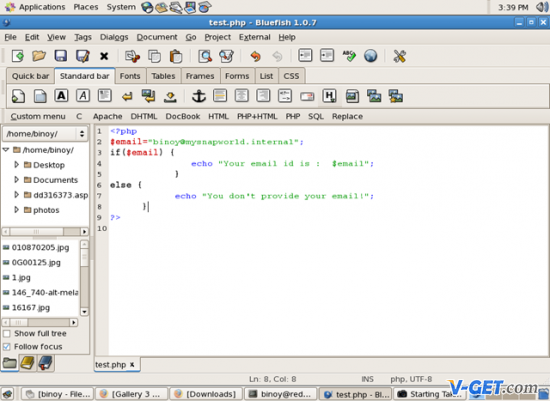 Applications Places System 3:39 PM
test.php - Bluefish 1.0.7
File Edit View Tags Dialogs Document Go Project External Help
Quick bar Standard bar Fonts Tables Frames Forms List CSS
Custom menu C Apache DHTML DocBook HTML PHP+HTML PHP SQL Replace
/home/binoy/
/home/binoy/
Desktop
Documents
dd316373.asp
photos
010870205.jpg
0G00125.jpg
1.jpg
146_740-alt-mela
16167.jpg
Show full tree
Follow focus
1 <?php
2 $email="binoy@mysnapworld.internal";
3 if($email) {
4 echo "Your email id is : $email";
5 }
6 else {
7 echo "You don't provide your email!";
8 }
9 ?>
10
test.php x
Ln: 8, Col: 8 INS php, UTF-8
[binoy - File... [Gallery 3 ... [Downloads] binoy@red... test.php - Bl... Starting Take...
V-GET.com